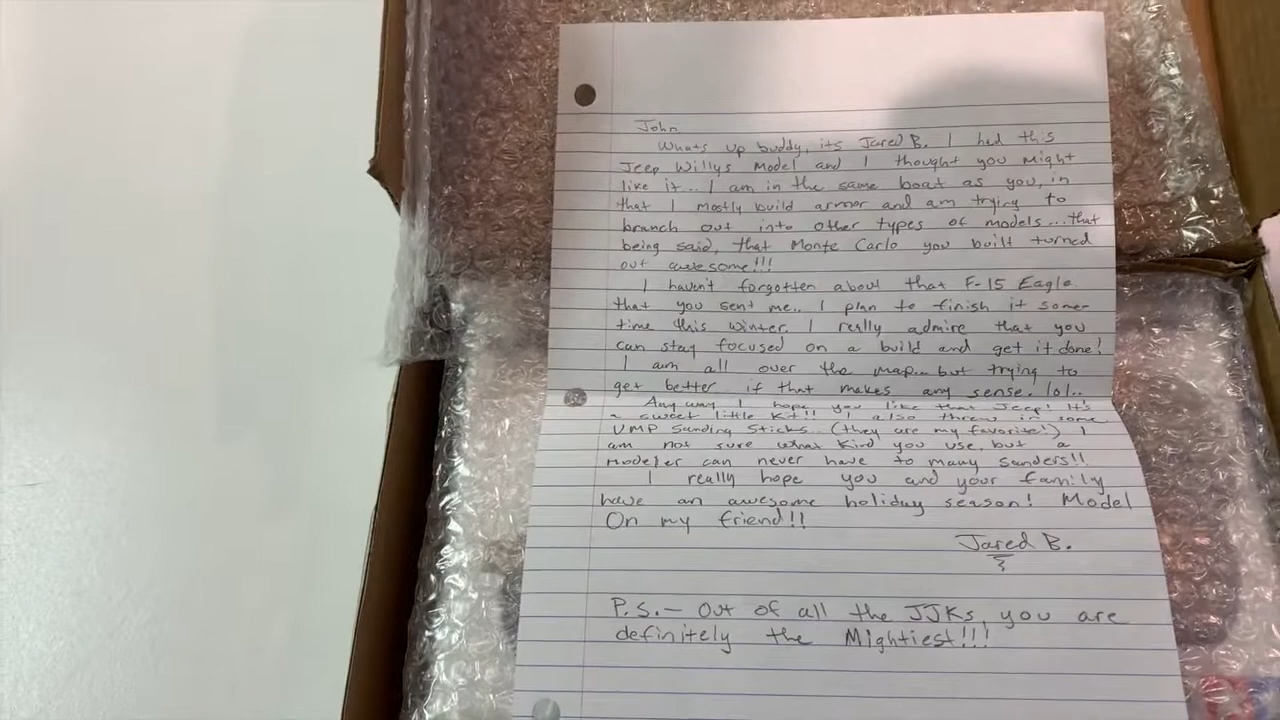 John
Whats up buddy, its Jared B. I had this
Jeep Willys Model and I thought you might
like it.. I am in the same boat as you, in
that I mostly build armor and am trying to
branch out into other types of models...that
being said, that Monte Carlo you built turned
out awesome!!!
I haven't forgotten about that F-15 Eagle
that you sent me.. I plan to finish it some-
time this winter. I really admire that you
can stay focused on a build and get it done!
I am all over the map... but trying to
get better if that makes any sense. lol..
Any way I hope you like that Jeep! It's
a sweet little kit!! I also threw in some
VMP Sanding Sticks.. (they are my favorite!) I
am not sure what kind you use, but a
modeler can never have to many sanders!!
I really hope you and your family
have an awesome holiday season! Model
On my friend!!
Jared B.
P.S.- Out of all the JJKs, you are
definitely the Mightiest!!!